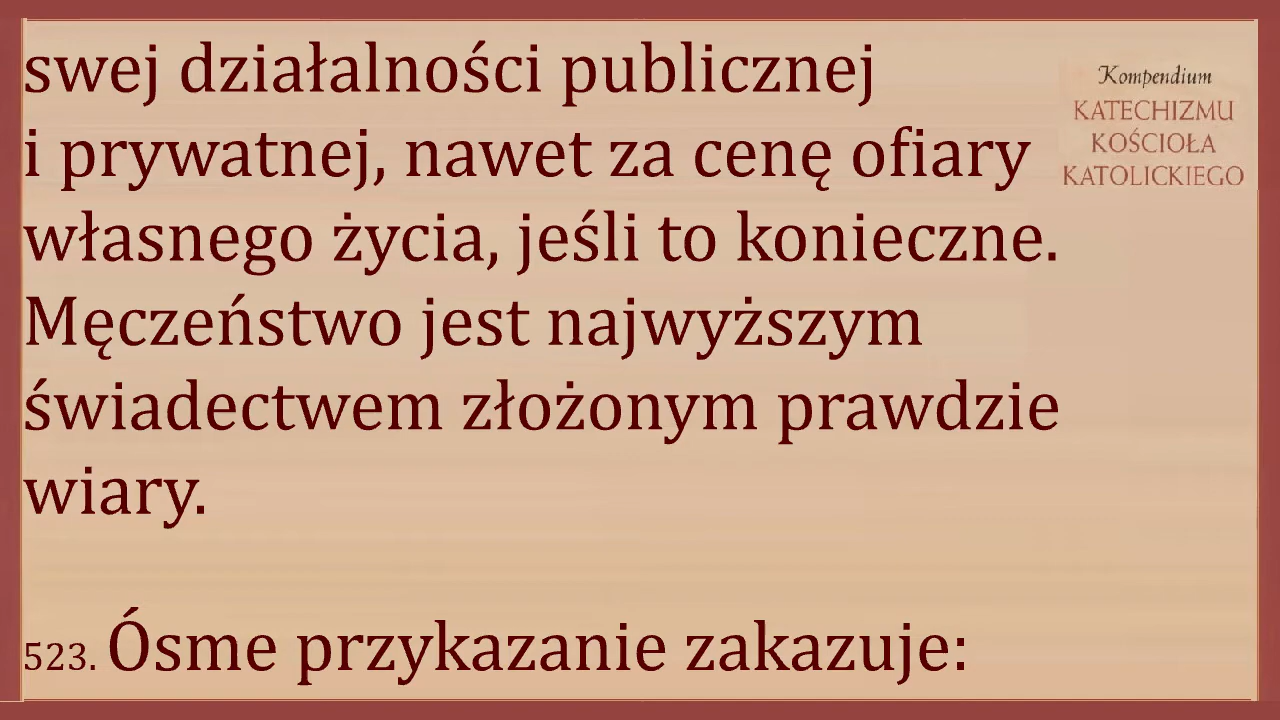 swej działalności publicznej
i prywatnej, nawet za cenę ofiary
własnego życia, jeśli to konieczne.
Męczeństwo jest najwyższym
świadectwem złożonym prawdzie
wiary.
523. Ósme przykazanie zakazuje:
Kompendium
KATECHIZMU
KOŚCIOŁA
KATOLICKIEGO